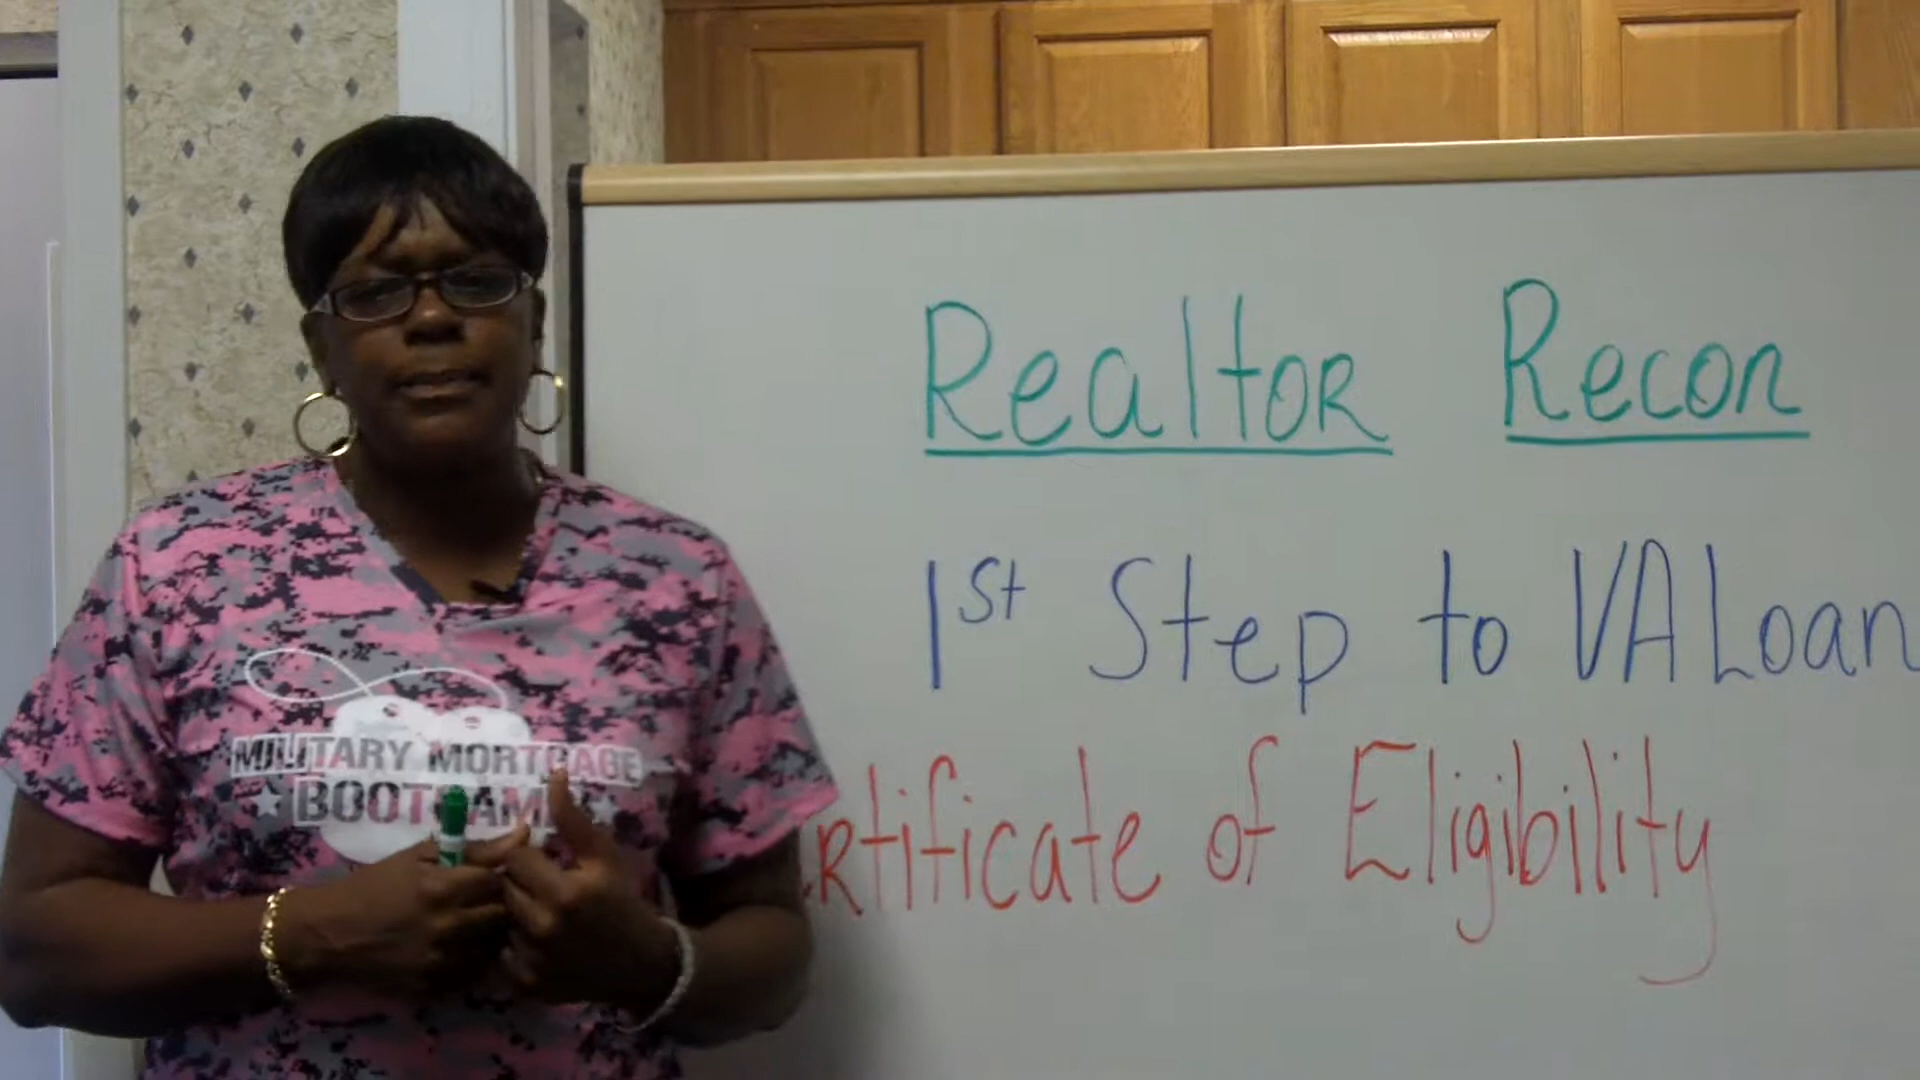 Realtor Recon
1st Step to VA Loan
rtificate of Eligibility
MILITARY MORTGAGE
BOOTCAMP